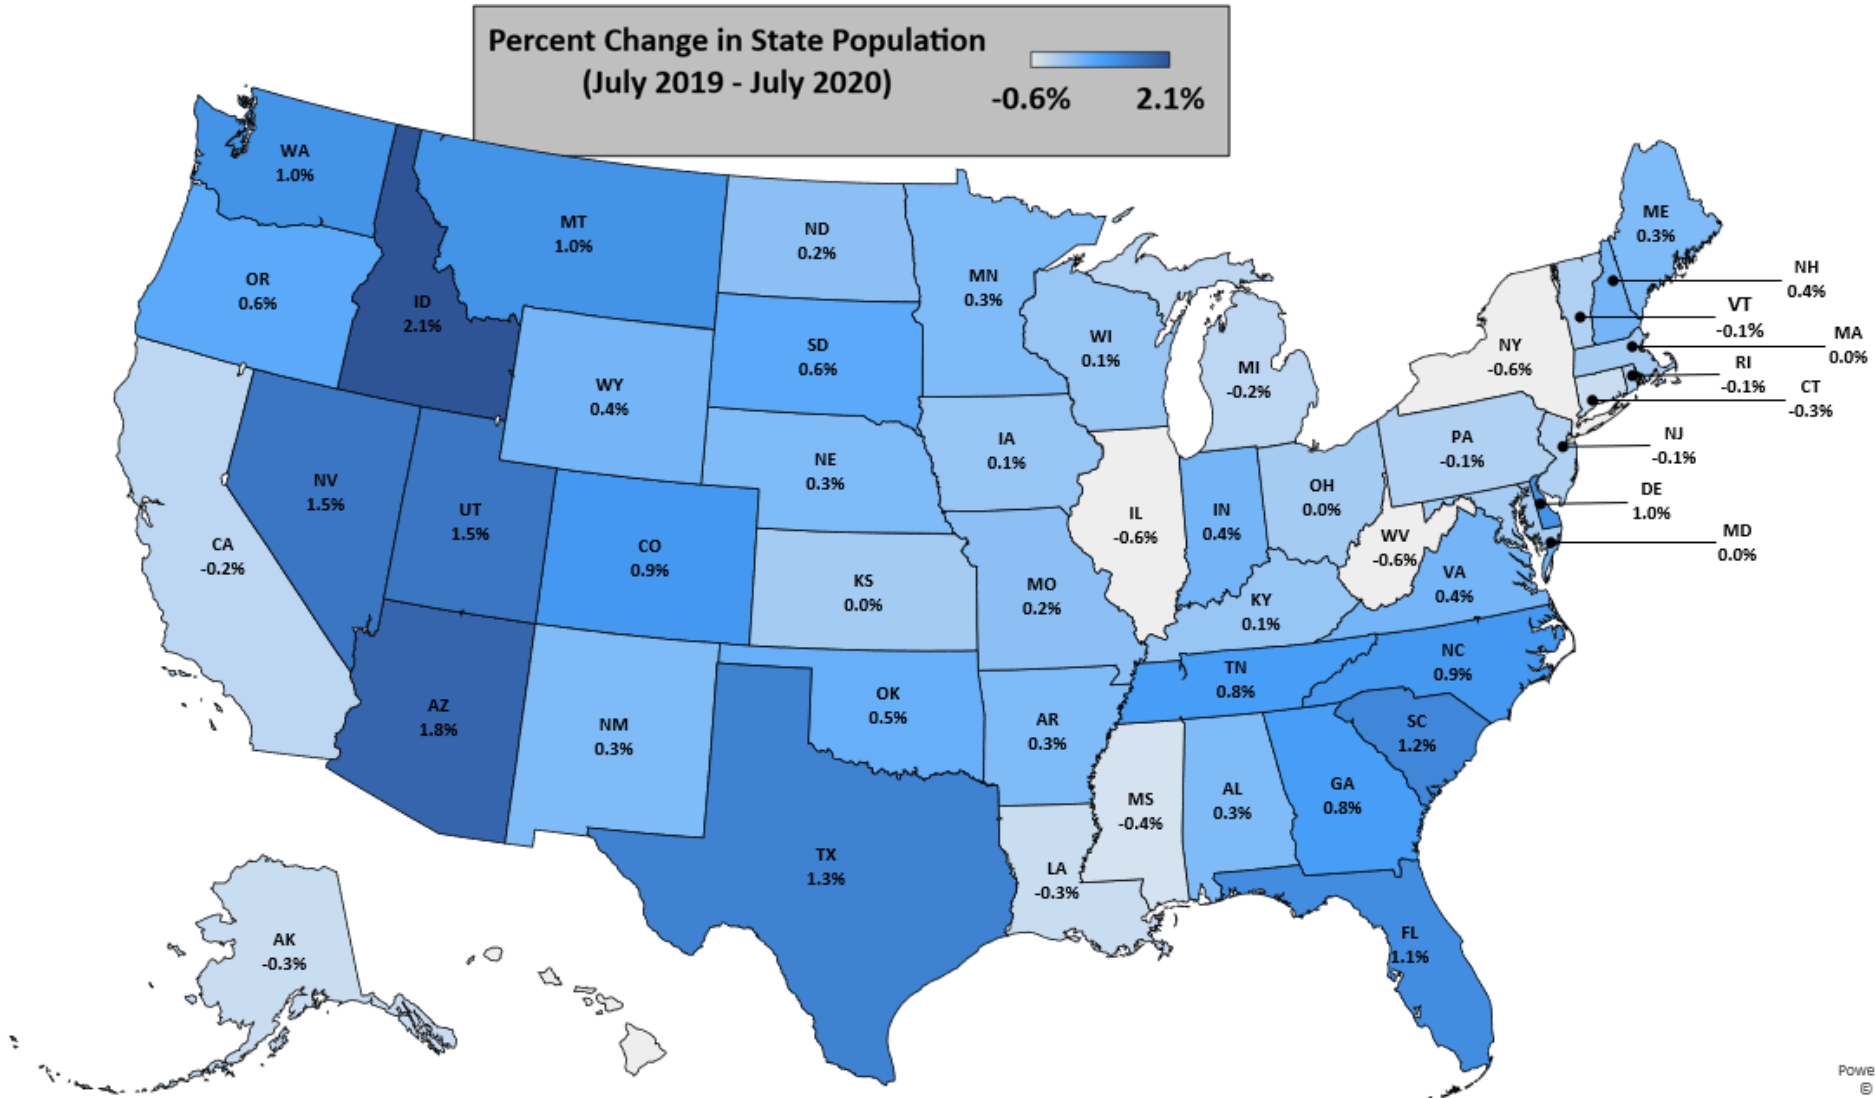 Percent Change in State Population
(July 2019 - July 2020)
-0.6%
2.1%
WA
1.0%
MT
1.0%
ND
0.2%
MN
0.3%
ME
0.3%
OR
0.6%
ID
2.1%
NH
0.4%
VT
-0.1%
MA
0.0%
RI
-0.1%
CT
-0.3%
NY
-0.6%
WI
0.1%
MI
-0.2%
SD
0.6%
WY
0.4%
IA
0.1%
PA
-0.1%
NJ
-0.1%
NE
0.3%
NV
1.5%
UT
1.5%
CO
0.9%
CA
-0.2%
IL
-0.6%
IN
0.4%
OH
0.0%
DE
1.0%
MD
0.0%
WV
-0.6%
VA
0.4%
KS
0.0%
MO
0.2%
KY
0.1%
TN
0.8%
NC
0.9%
AZ
1.8%
NM
0.3%
OK
0.5%
AR
0.3%
SC
1.2%
MS
-0.4%
AL
0.3%
GA
0.8%
TX
1.3%
LA
-0.3%
FL
1.1%
AK
-0.3%
Powe
©